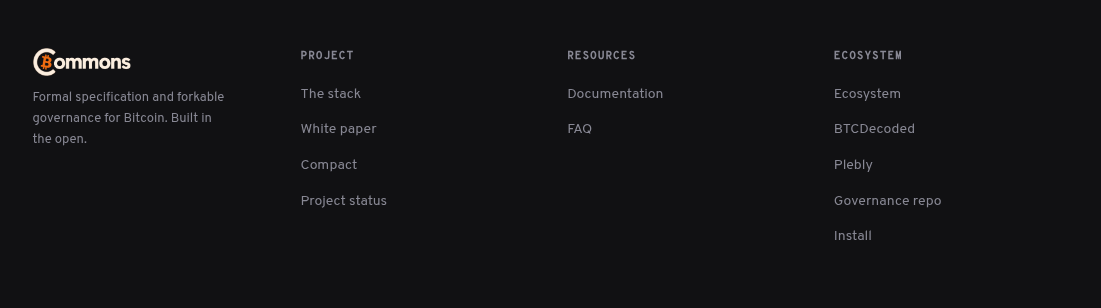 Commons
Formal specification and forkable
governance for Bitcoin. Built in
the open.
PROJECT
The stack
White paper
Compact
Project status
RESOURCES
Documentation
FAQ
ECOSYSTEM
Ecosystem
BTCDecoded
Plebly
Governance repo
Install